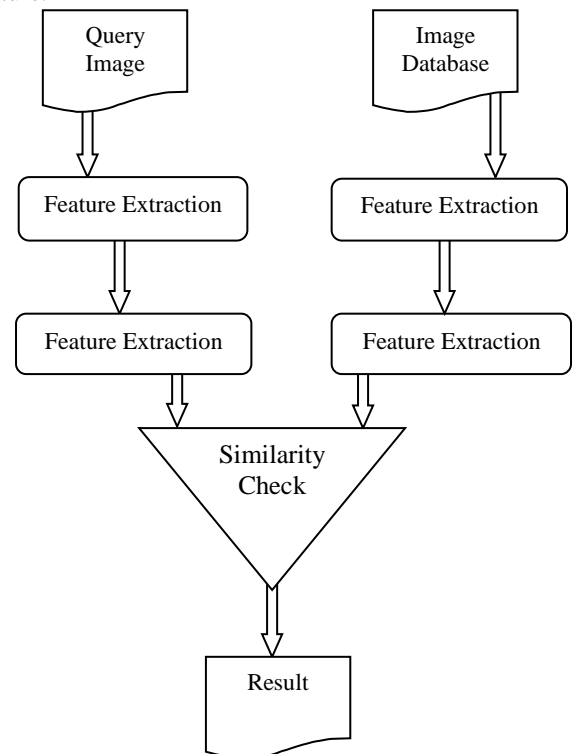 Query
Image
Image
Database
Feature Extraction
Feature Extraction
Feature Extraction
Feature Extraction
Similarity
Check
Result